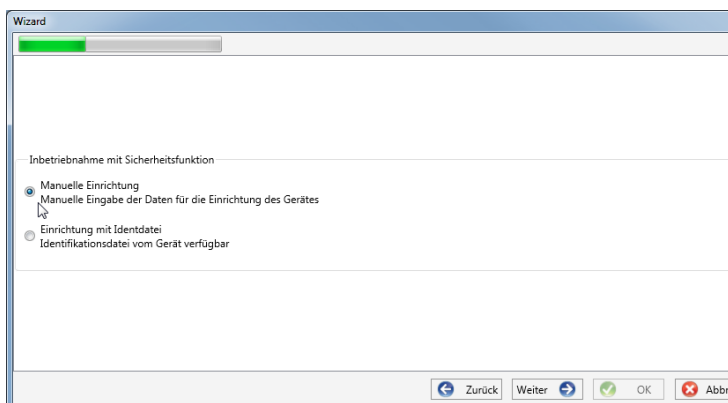 Wizard
Inbetriebnahme mit Sicherheitsfunktion
Manuelle Einrichtung
Manuelle Eingabe der Daten für die Einrichtung des Gerätes
Einrichtung mit Identdatei
Identifikationsdatei vom Gerät verfügbar
Zurück Weiter OK Abbr